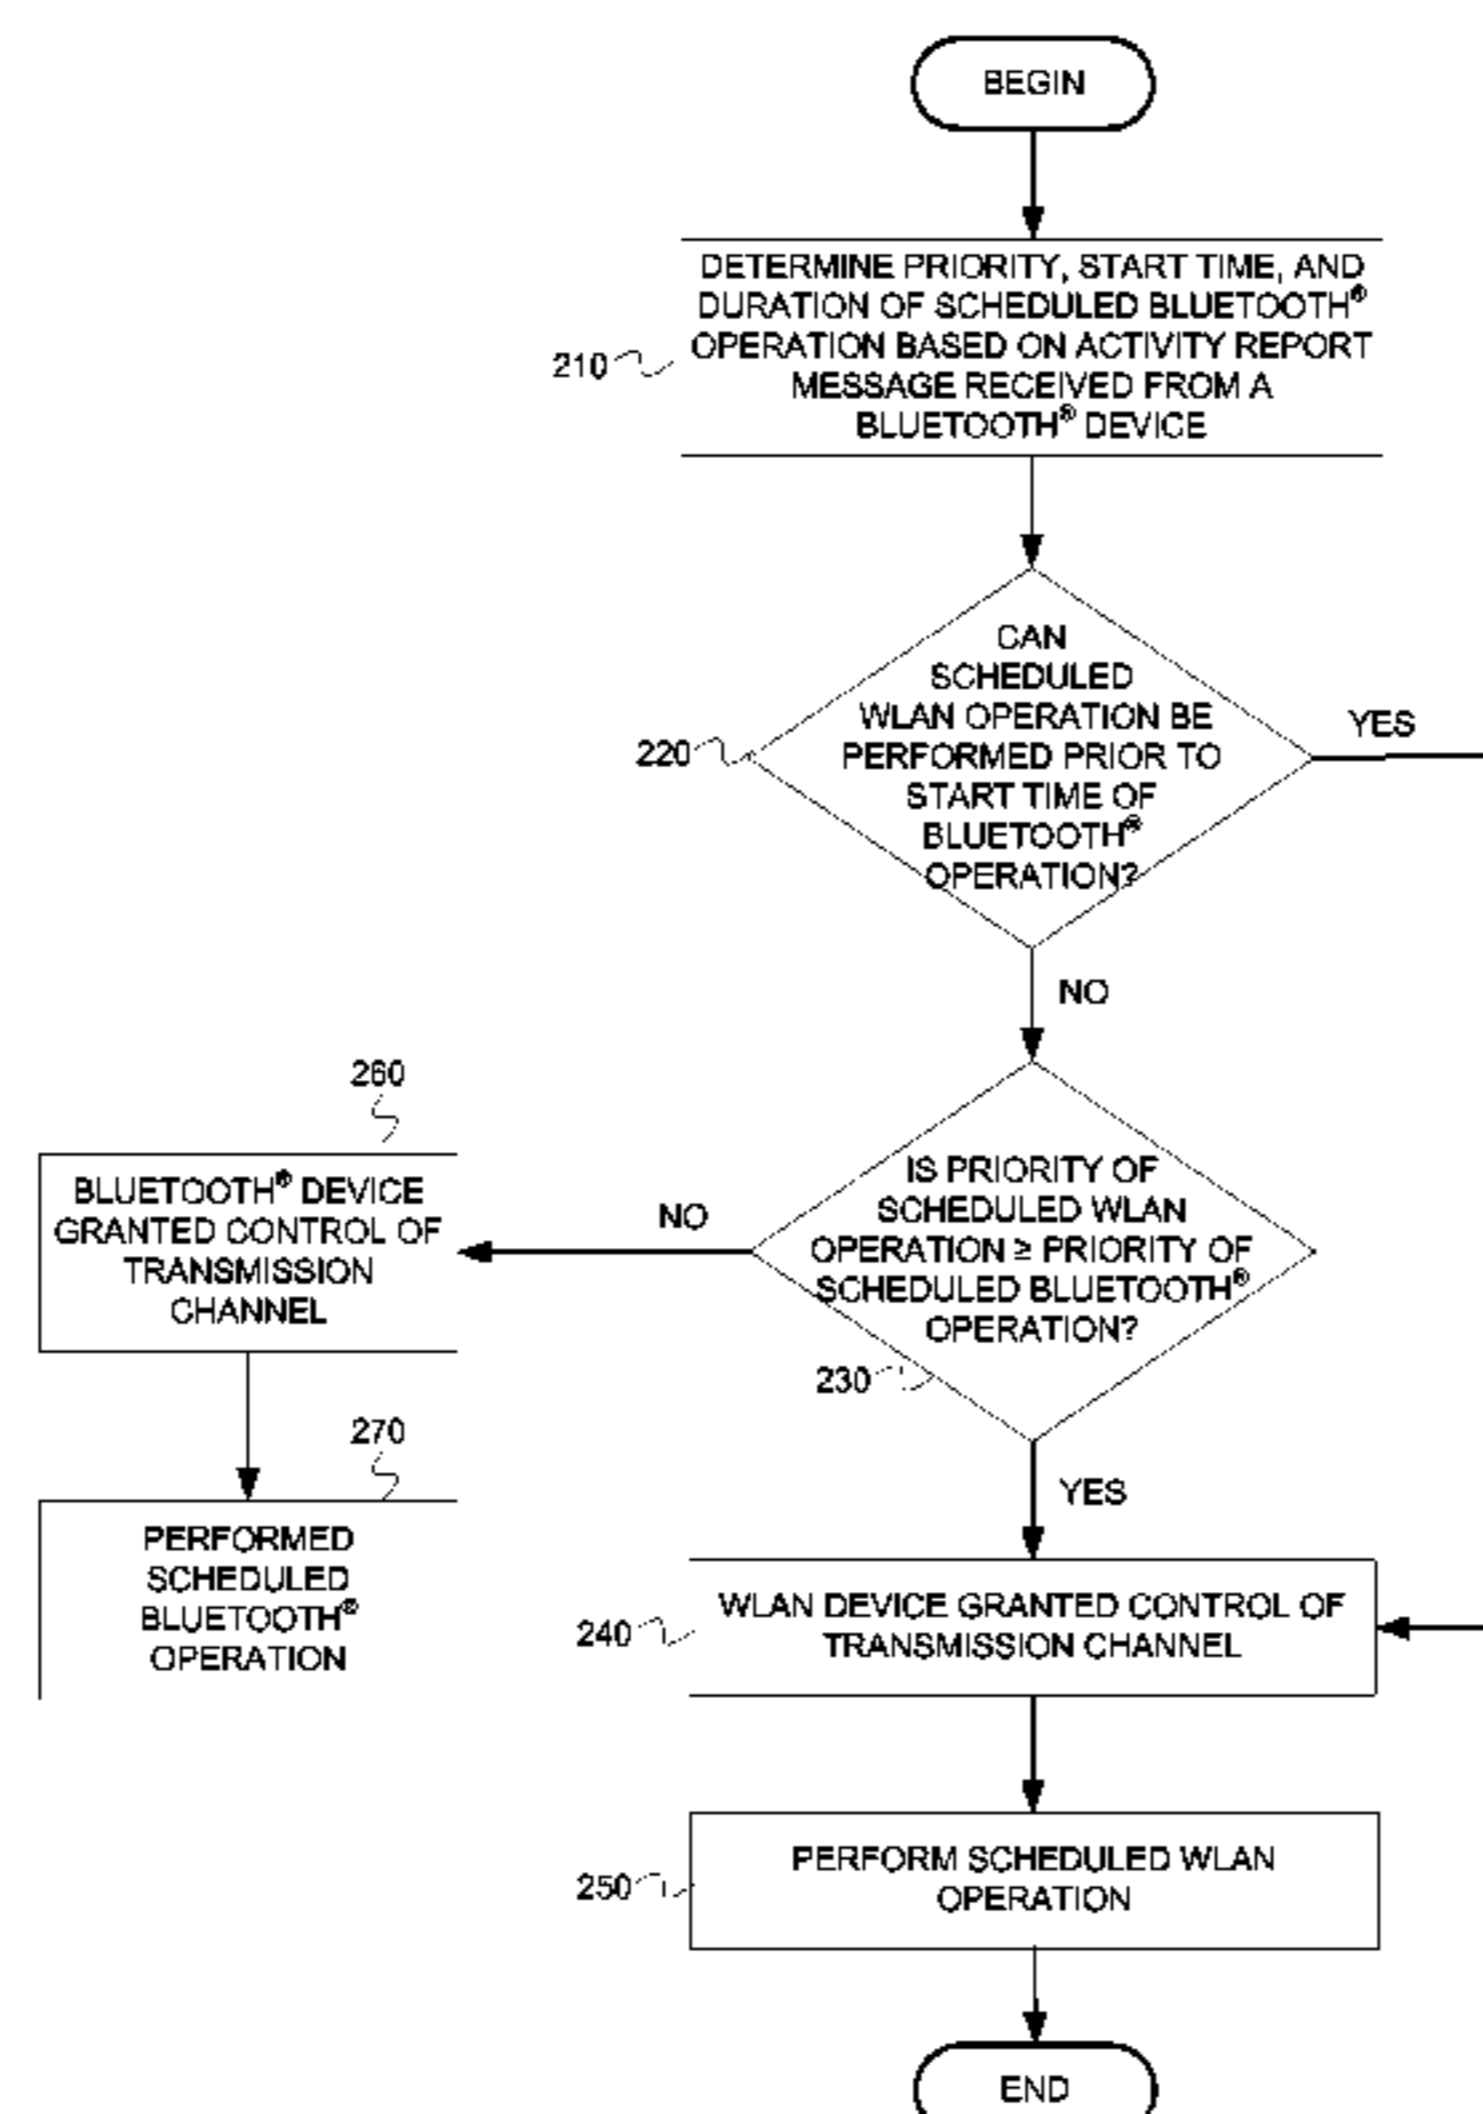 BEGIN
DETERMINE PRIORITY, START TIME, AND
DURATION OF SCHEDULED BLUETOOTH®
OPERATION BASED ON ACTIVITY REPORT
MESSAGE RECEIVED FROM A
BLUETOOTH® DEVICE
210
CAN
SCHEDULED
WLAN OPERATION BE
PERFORMED PRIOR TO
START TIME OF
BLUETOOTH®
OPERATION?
220
YES
NO
260
BLUETOOTH® DEVICE
GRANTED CONTROL OF
TRANSMISSION
CHANNEL
NO
IS PRIORITY OF
SCHEDULED WLAN
OPERATION ≥ PRIORITY OF
SCHEDULED BLUETOOTH®
OPERATION?
230
270
PERFORMED
SCHEDULED
BLUETOOTH®
OPERATION
YES
WLAN DEVICE GRANTED CONTROL OF
TRANSMISSION CHANNEL
240
PERFORM SCHEDULED WLAN
OPERATION
250
END